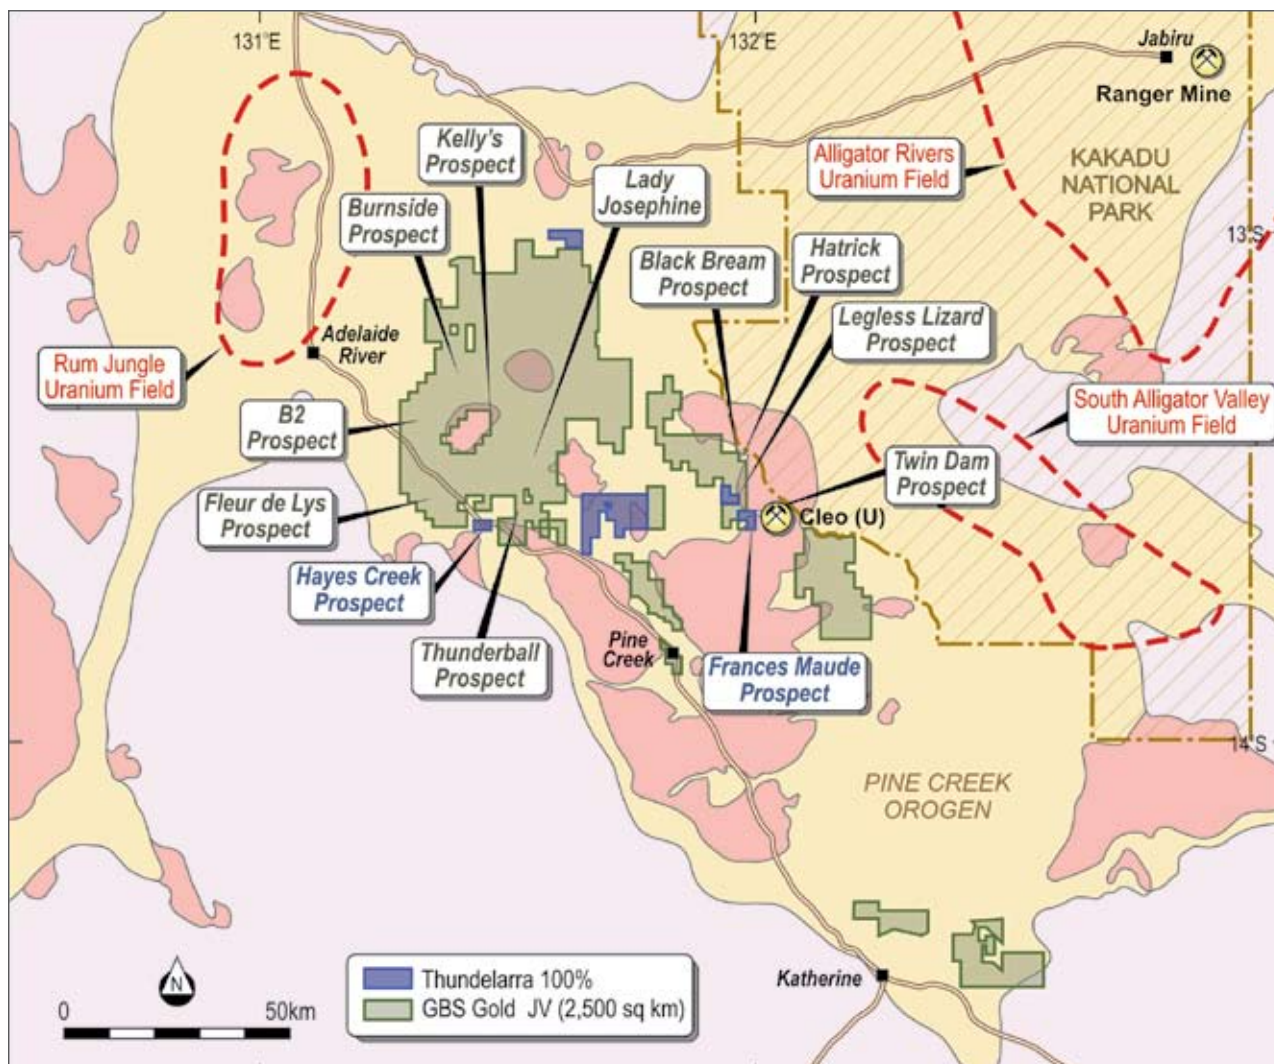 131°E
132°E
Jabiru
Ranger Mine
Kelly's
Prospect
Alligator Rivers
Uranium Field
KAKADU
NATIONAL
PARK
Lady
Josephine
Burnside
Prospect
13 S
Black Bream
Prospect
Hatrick
Prospect
Legless Lizard
Prospect
Adelaide
River
Rum Jungle
Uranium Field
South Alligator Valley
Uranium Field
B2
Prospect
Twin Dam
Prospect
Fleur de Lys
Prospect
Cleo (U)
Hayes Creek
Prospect
Thunderball
Prospect
Pine
Creek
Frances Maude
Prospect
14 S
PINE CREEK
OROGEN
N
0
50km
Thundelarra 100%
GBS Gold JV (2,500 sq km)
Katherine